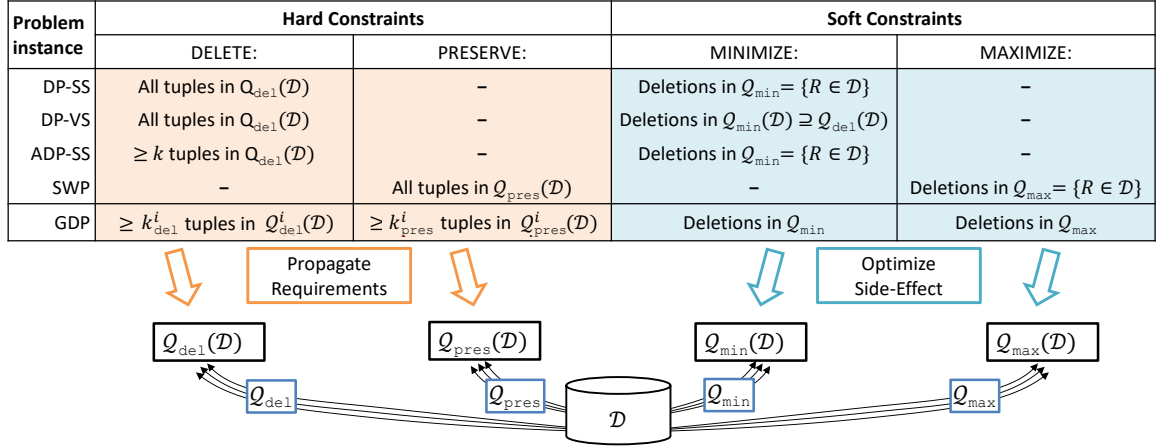 Problem instance Hard Constraints Soft Constraints
DELETE: PRESERVE: MINIMIZE: MAXIMIZE:
DP-SS All tuples in Q_del(𝒟) – Deletions in 𝒬_min = {R ∈ 𝒟} –
DP-VS All tuples in Q_del(𝒟) – Deletions in 𝒬_min(𝒟) ⊇ 𝒬_del(𝒟) –
ADP-SS ≥ k tuples in Q_del(𝒟) – Deletions in 𝒬_min = {R ∈ 𝒟} –
SWP – All tuples in 𝒬_pres(𝒟) – Deletions in 𝒬_max = {R ∈ 𝒟}
GDP ≥ k^i_del tuples in 𝒬^i_del(𝒟) ≥ k^i_pres tuples in 𝒬^i_pres(𝒟) Deletions in 𝒬_min Deletions in 𝒬_max
Propagate
Requirements
Optimize
Side-Effect
𝒬_del(𝒟) 𝒬_pres(𝒟) 𝒬_min(𝒟) 𝒬_max(𝒟)
𝒬_del 𝒬_pres 𝒬_min 𝒬_max
𝒟